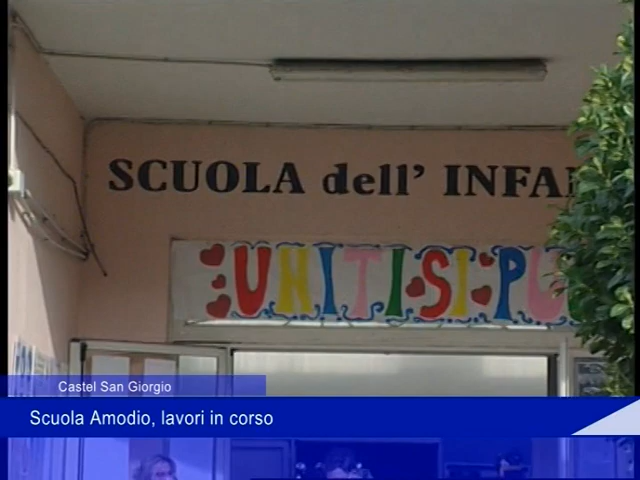 SCUOLA dell' INFA
UNITI SI PU
Castel San Giorgio
Scuola Amodio, lavori in corso